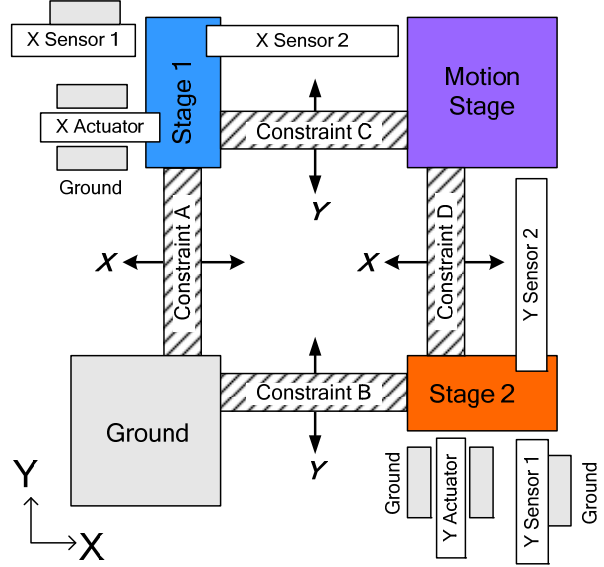 X Sensor 1
X Sensor 2
Stage 1
Motion
Stage
X Actuator
Constraint C
Ground
Y
Constraint A
Constraint D
Y Sensor 2
X
X
Constraint B
Stage 2
Ground
Y
Y
X
Ground
Y Actuator
Y Sensor 1
Ground